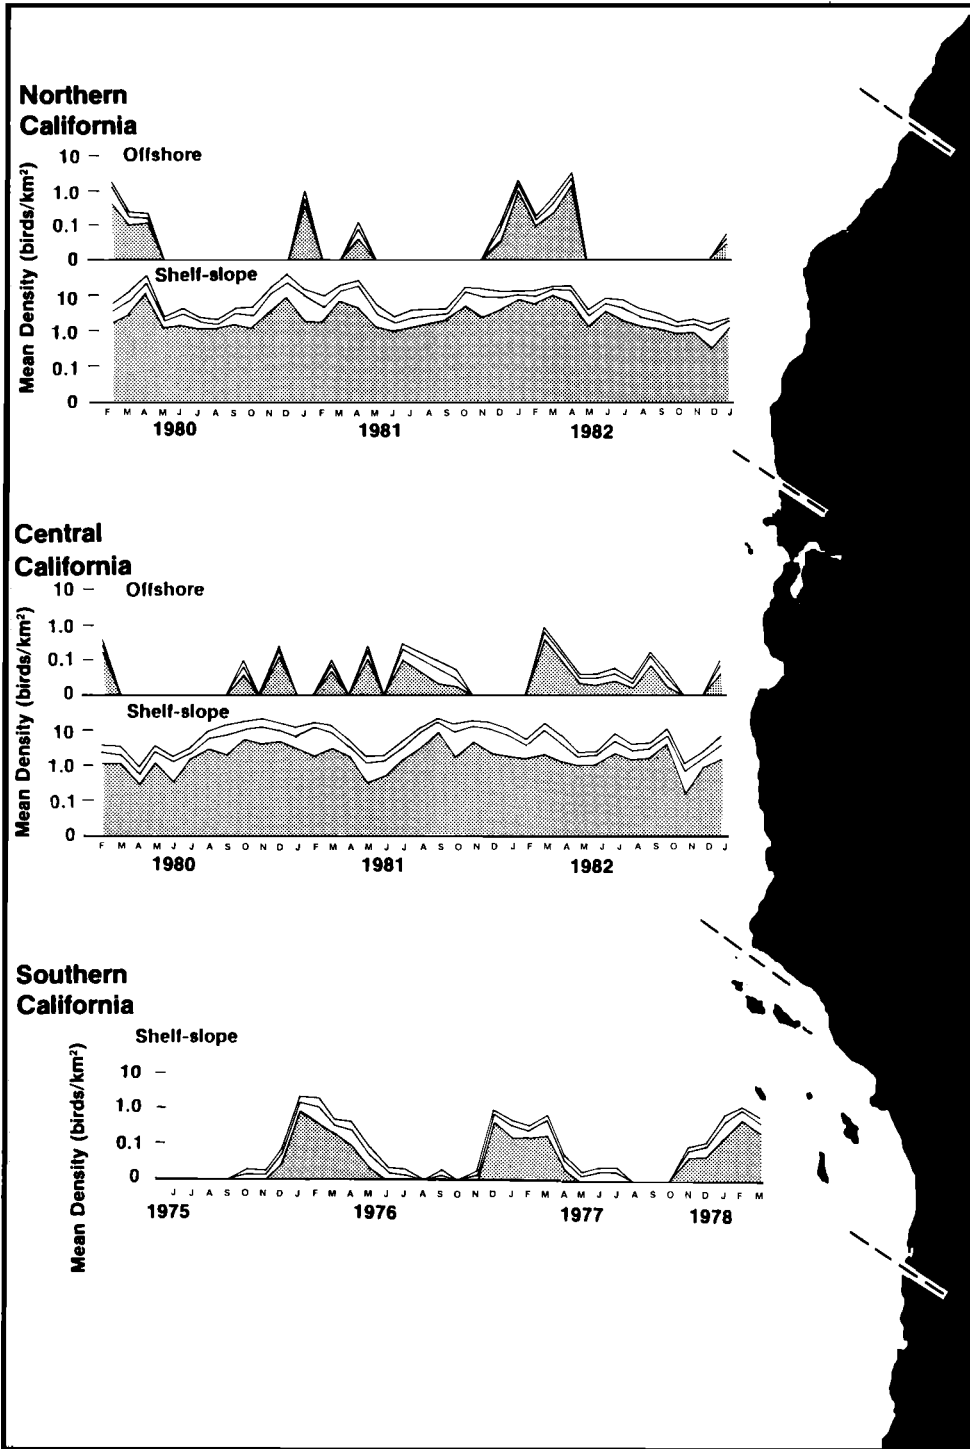 Northern
California
Offshore
Mean Density (birds/km²)
10
1.0
0.1
0
Shelf-slope
10
1.0
0.1
0
F M A M J J A S O N D J F M A M J J A S O N D J F M A M J J A S O N D J
1980 1981 1982
Central
California
Offshore
Mean Density (birds/km²)
10
1.0
0.1
0
Shelf-slope
10
1.0
0.1
0
F M A M J J A S O N D J F M A M J J A S O N D J F M A M J J A S O N D J
1980 1981 1982
Southern
California
Shelf-slope
Mean Density (birds/km²)
10
1.0
0.1
0
J J A S O N D J F M A M J J A S O N D J F M A M J J A S O N D J F M
1975 1976 1977 1978